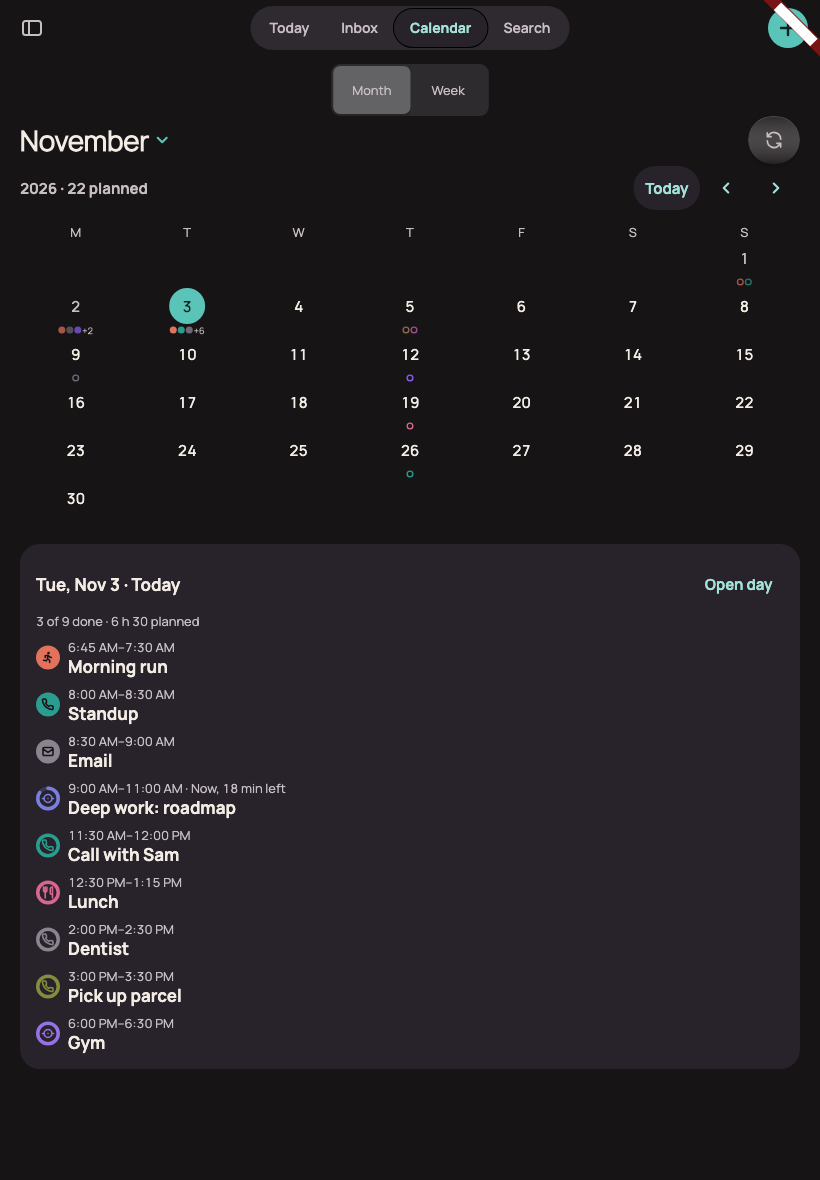 Today Inbox Calendar Search
Month Week
November
2026 · 22 planned
Today
M T W T F S S
1
2 3 4 5 6 7 8
+2 +6
9 10 11 12 13 14 15
16 17 18 19 20 21 22
23 24 25 26 27 28 29
30
Tue, Nov 3 · Today Open day
3 of 9 done · 6 h 30 planned
6:45 AM–7:30 AM
Morning run
8:00 AM–8:30 AM
Standup
8:30 AM–9:00 AM
Email
9:00 AM–11:00 AM · Now, 18 min left
Deep work: roadmap
11:30 AM–12:00 PM
Call with Sam
12:30 PM–1:15 PM
Lunch
2:00 PM–2:30 PM
Dentist
3:00 PM–3:30 PM
Pick up parcel
6:00 PM–6:30 PM
Gym